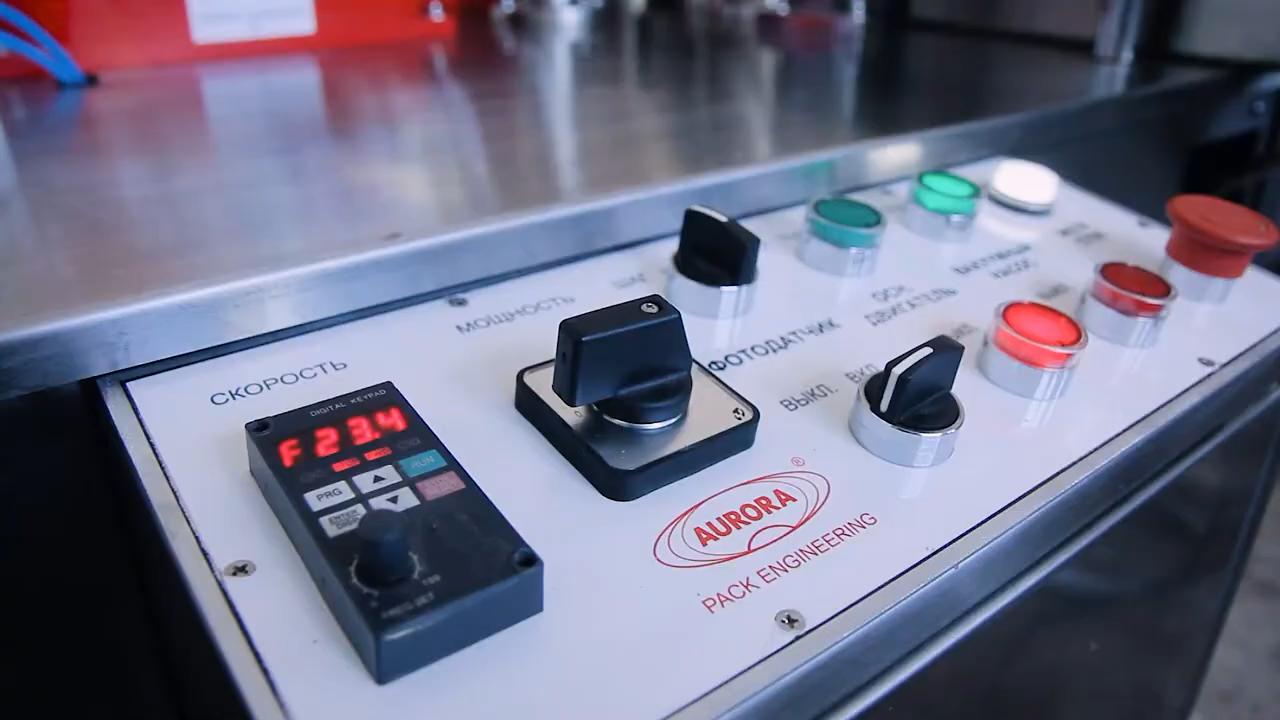 СКОРОСТЬ
DIGITAL KEYPAD
F 23.4
PRG
RUN
ENTER
100
МОЩНОСТЬ
ФОТОДАТЧИК
ВЫКЛ. ВКЛ.
ОСН.
ДВИГАТЕЛЬ
ВАКУУМНЫЙ
НАСОС
AURORA ®
PACK ENGINEERING